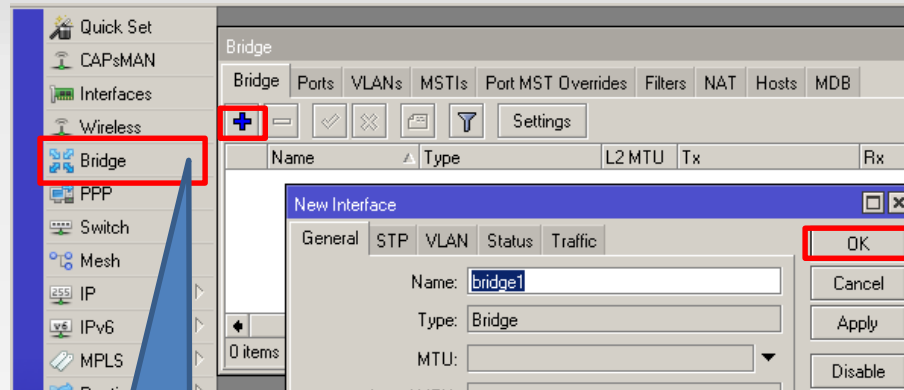 Quick Set
CAPsMAN
Interfaces
Wireless
Bridge
PPP
Switch
Mesh
IP
IPv6
MPLS
Bridge
Bridge Ports VLANs MSTIs Port MST Overrides Filters NAT Hosts MDB
Settings
Name Type L2 MTU Tx Rx
0 items
New Interface
General STP VLAN Status Traffic
Name: bridge1
Type: Bridge
MTU:
OK
Cancel
Apply
Disable